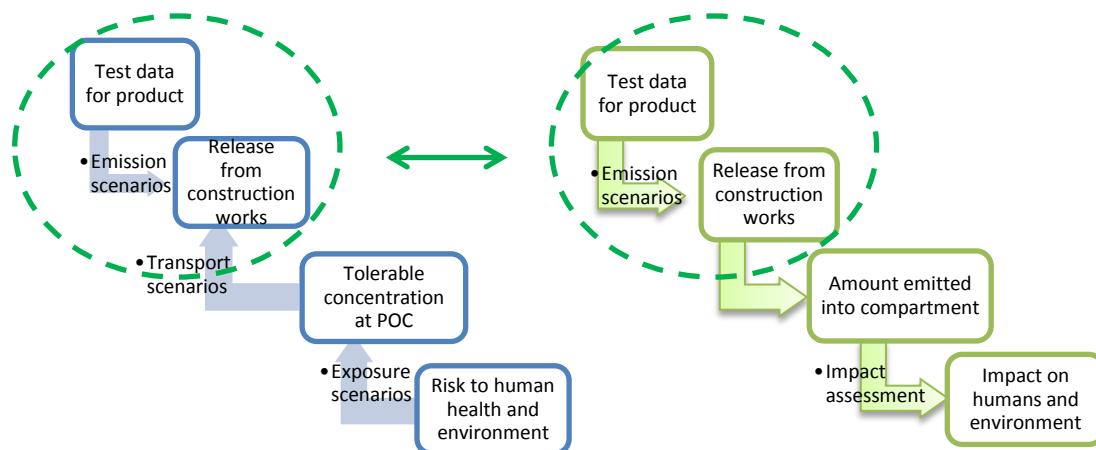 Test data
for product
•Emission
scenarios
Release
from
construction
works
•Transport
scenarios
Tolerable
concentration
at POC
•Exposure
scenarios
Risk to human
health and
environment
Test data
for product
•Emission
scenarios
Release from
construction
works
Amount emitted
into compartment
•Impact
assessment
Impact on
humans and
environment